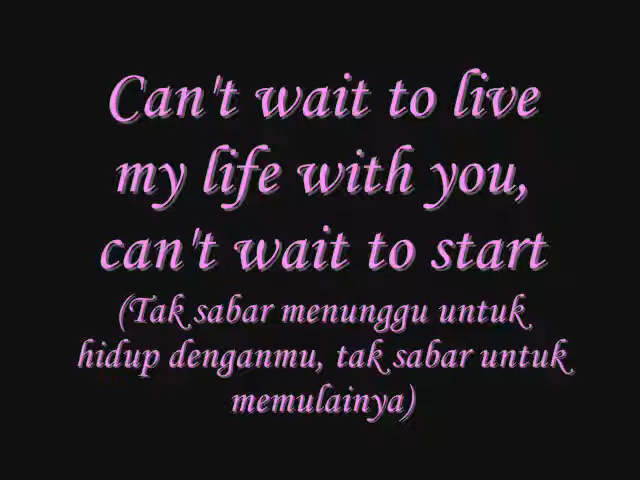 Can't wait to live
my life with you,
can't wait to start
(Tak sabar menunggu untuk
hidup denganmu, tak sabar untuk
memulainya)